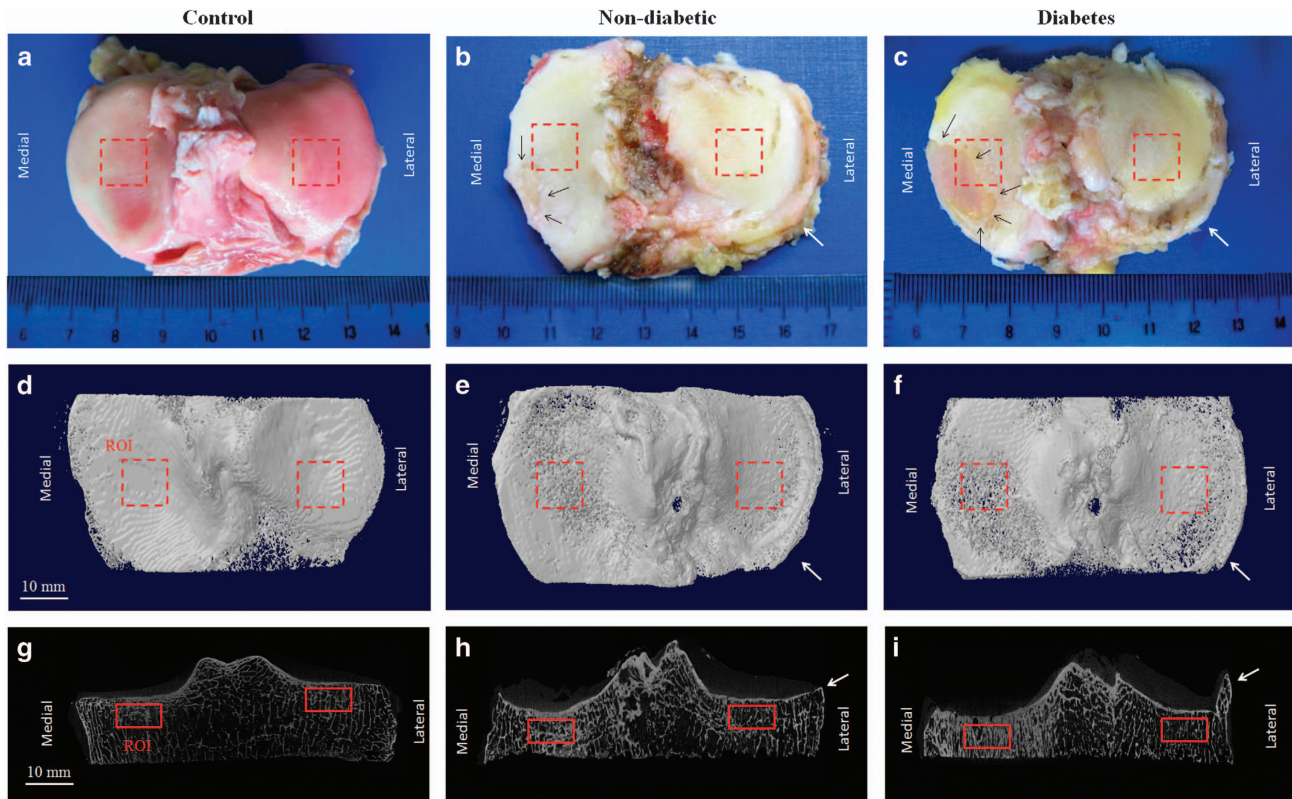 Control
Non-diabetic
Diabetes
a
b
c
Medial
Lateral
Medial
Lateral
Medial
Lateral
6 7 8 9 10 11 12 13 14
9 10 11 12 13 14 15 16 17
6 7 8 9 10 11 12 13 14
d
e
f
ROI
Medial
Lateral
Medial
Lateral
Medial
Lateral
10 mm
g
h
i
Medial
Lateral
Medial
Lateral
Medial
Lateral
ROI
10 mm